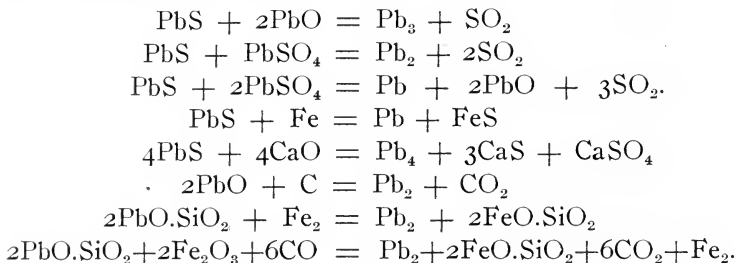 PbS + 2PbO = Pb₃ + SO₂
PbS + PbSO₄ = Pb₂ + 2SO₂
PbS + 2PbSO₄ = Pb + 2PbO + 3SO₂.
PbS + Fe = Pb + FeS
4PbS + 4CaO = Pb₄ + 3CaS + CaSO₄
2PbO + C = Pb₂ + CO₂
2PbO.SiO₂ + Fe₂ = Pb₂ + 2FeO.SiO₂
2PbO.SiO₂+2Fe₂O₃+6CO = Pb₂+2FeO.SiO₂+6CO₂+Fe₂.